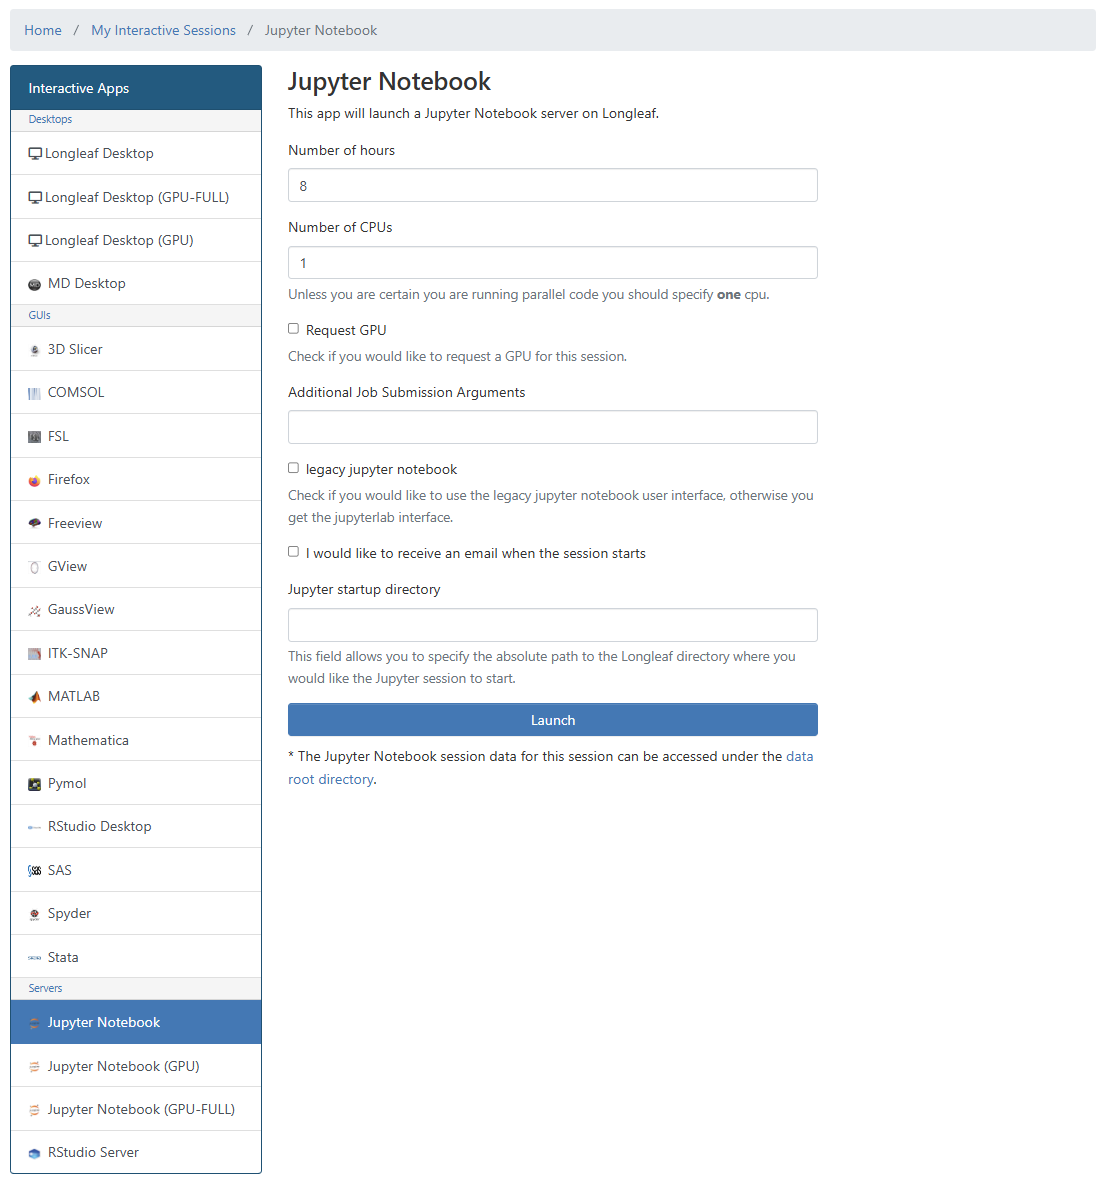 Home / My Interactive Sessions / Jupyter Notebook
Interactive Apps
Desktops
Longleaf Desktop
Longleaf Desktop (GPU-FULL)
Longleaf Desktop (GPU)
MD Desktop
GUIs
3D Slicer
COMSOL
FSL
Firefox
Freeview
GView
GaussView
ITK-SNAP
MATLAB
Mathematica
Pymol
RStudio Desktop
SAS
Spyder
Stata
Servers
Jupyter Notebook
Jupyter Notebook (GPU)
Jupyter Notebook (GPU-FULL)
RStudio Server
Jupyter Notebook
This app will launch a Jupyter Notebook server on Longleaf.
Number of hours
8
Number of CPUs
1
Unless you are certain you are running parallel code you should specify one cpu.
Request GPU
Check if you would like to request a GPU for this session.
Additional Job Submission Arguments
legacy jupyter notebook
Check if you would like to use the legacy jupyter notebook user interface, otherwise you
get the jupyterlab interface.
I would like to receive an email when the session starts
Jupyter startup directory
This field allows you to specify the absolute path to the Longleaf directory where you
would like the Jupyter session to start.
Launch
* The Jupyter Notebook session data for this session can be accessed under the data
root directory.